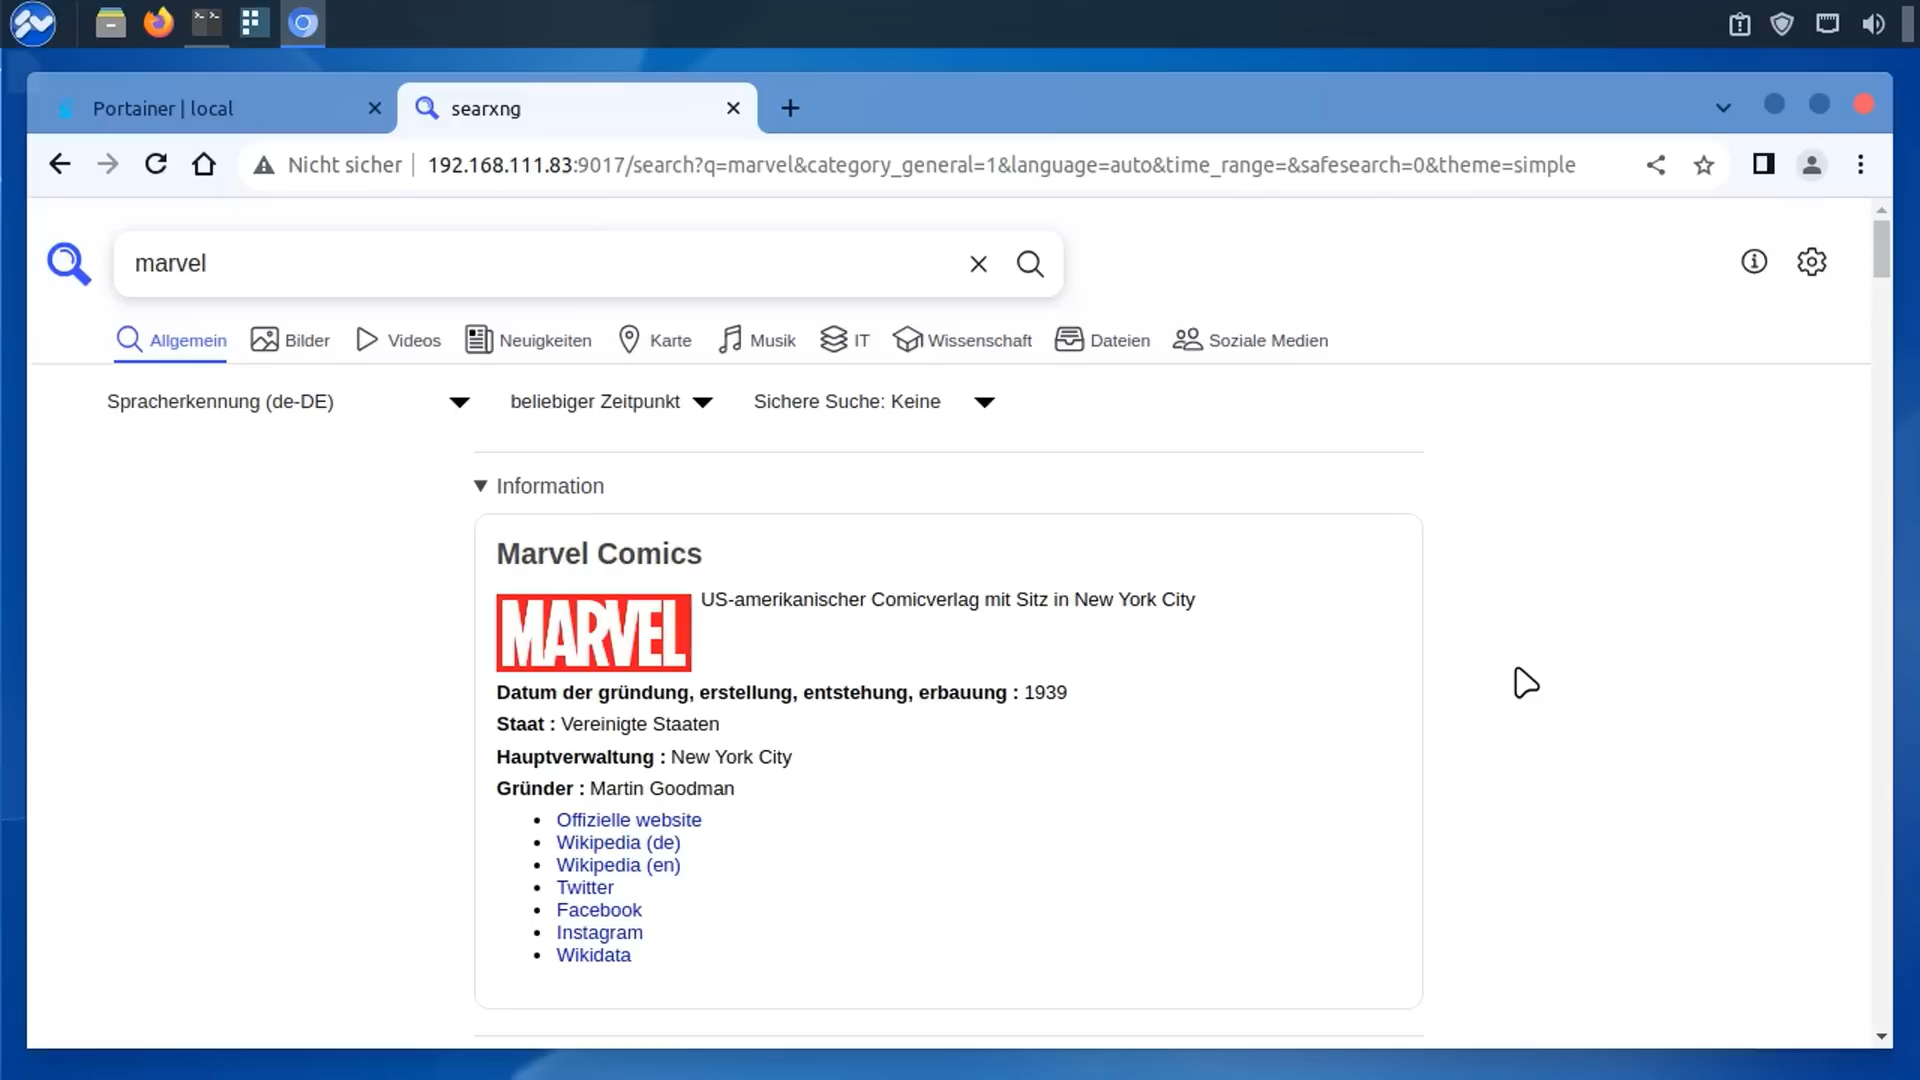 Portainer | local
searxng
Nicht sicher
192.168.111.83:9017/search?q=marvel&category_general=1&language=auto&time_range=&safesearch=0&theme=simple
marvel
Allgemein
Bilder
Videos
Neuigkeiten
Karte
Musik
IT
Wissenschaft
Dateien
Soziale Medien
Spracherkennung (de-DE)
beliebiger Zeitpunkt
Sichere Suche: Keine
Information
Marvel Comics
MARVEL
US-amerikanischer Comicverlag mit Sitz in New York City
Datum der gründung, erstellung, entstehung, erbauung : 1939
Staat : Vereinigte Staaten
Hauptverwaltung : New York City
Gründer : Martin Goodman
Offizielle website
Wikipedia (de)
Wikipedia (en)
Twitter
Facebook
Instagram
Wikidata